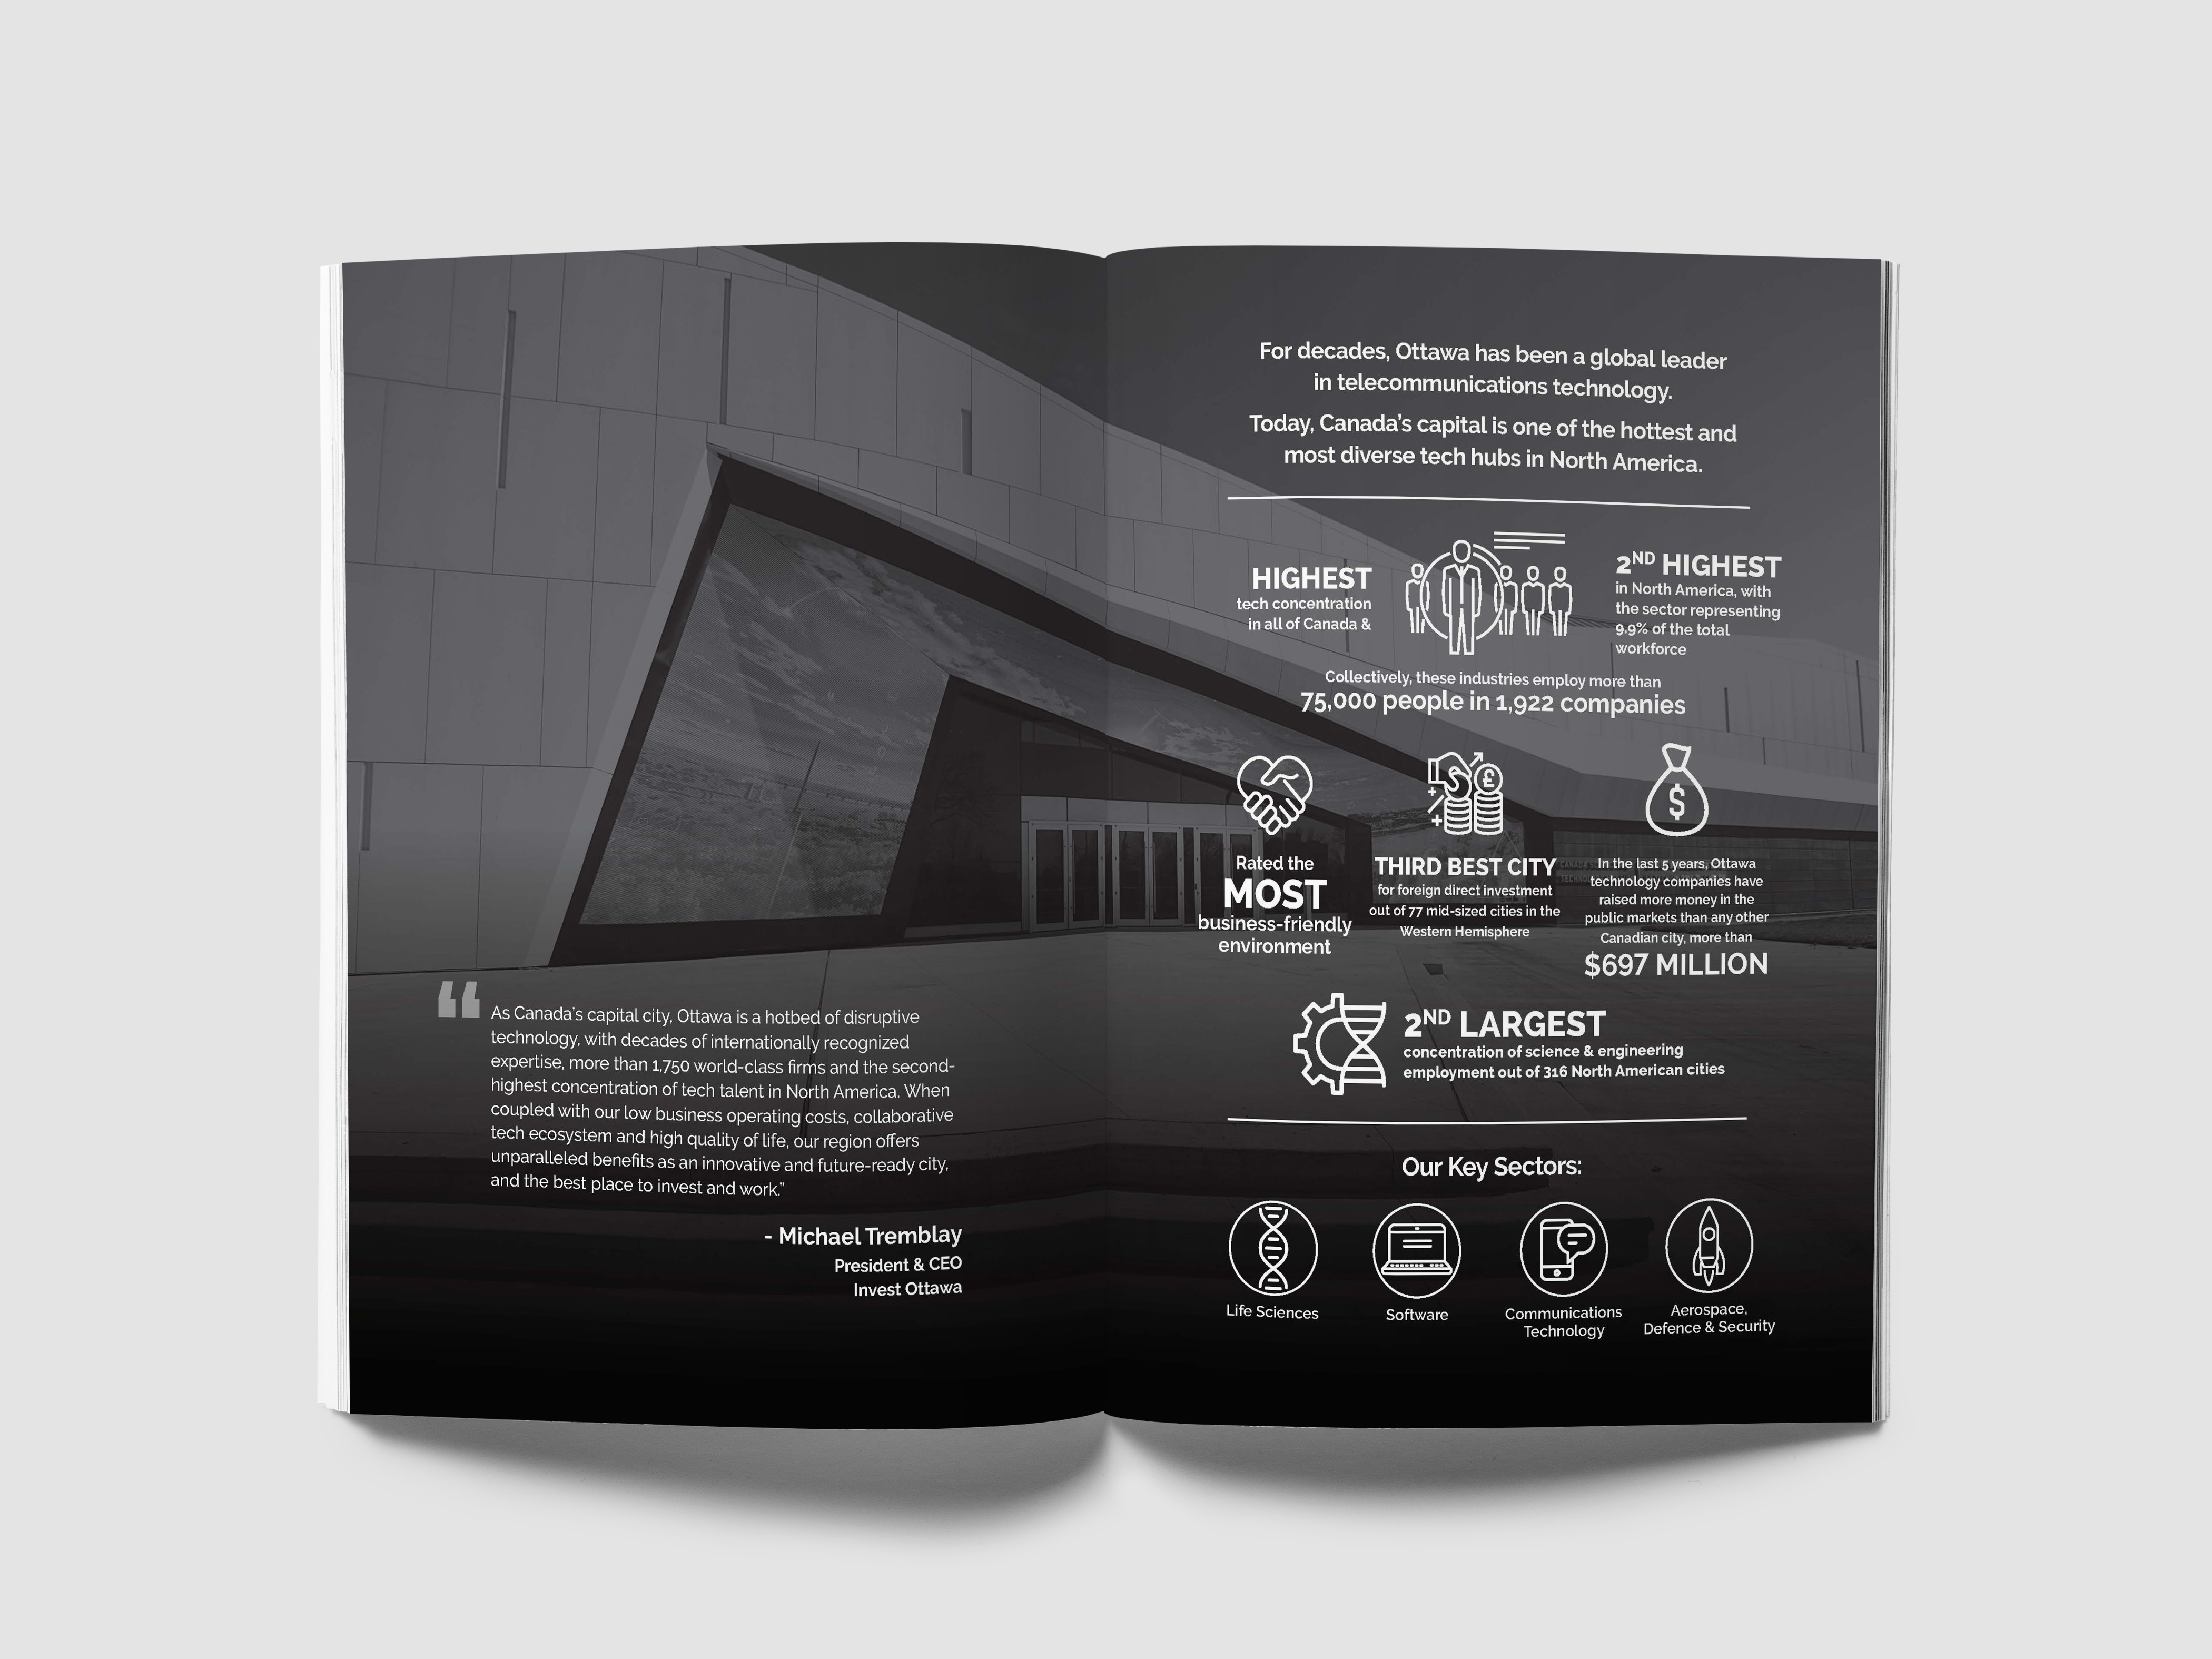 “
As Canada's capital city, Ottawa is a hotbed of disruptive
technology, with decades of internationally recognized
expertise, more than 1,750 world-class firms and the second-
highest concentration of tech talent in North America. When
coupled with our low business operating costs, collaborative
tech ecosystem and high quality of life, our region offers
unparalleled benefits as an innovative and future-ready city,
and the best place to invest and work.”
- Michael Tremblay
President & CEO
Invest Ottawa
For decades, Ottawa has been a global leader
in telecommunications technology.
Today, Canada's capital is one of the hottest and
most diverse tech hubs in North America.
HIGHEST
tech concentration
in all of Canada &
2ND HIGHEST
in North America, with
the sector representing
9.9% of the total
workforce
Collectively, these industries employ more than
75,000 people in 1,922 companies
Rated the
MOST
business-friendly
environment
£
THIRD BEST CITY
for foreign direct investment
out of 77 mid-sized cities in the
Western Hemisphere
$
In the last 5 years, Ottawa
technology companies have
raised more money in the
public markets than any other
Canadian city, more than
$697 MILLION
2ND LARGEST
concentration of science & engineering
employment out of 316 North American cities
Our Key Sectors:
Life Sciences
Software
Communications
Technology
Aerospace,
Defence & Security